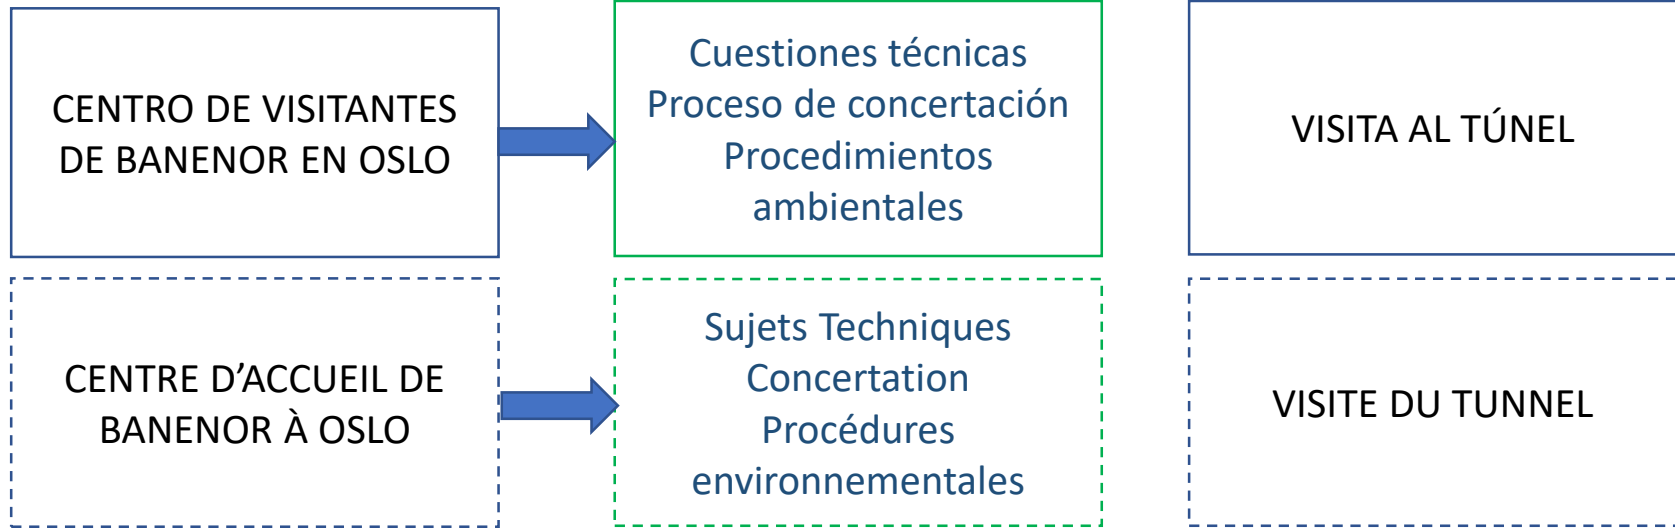 CENTRO DE VISITANTES
DE BANENOR EN OSLO
Cuestiones técnicas
Proceso de concertación
Procedimientos
ambientales
VISITA AL TÚNEL
CENTRE D’ACCUEIL DE
BANENOR À OSLO
Sujets Techniques
Concertation
Procédures
environnementales
VISITE DU TUNNEL